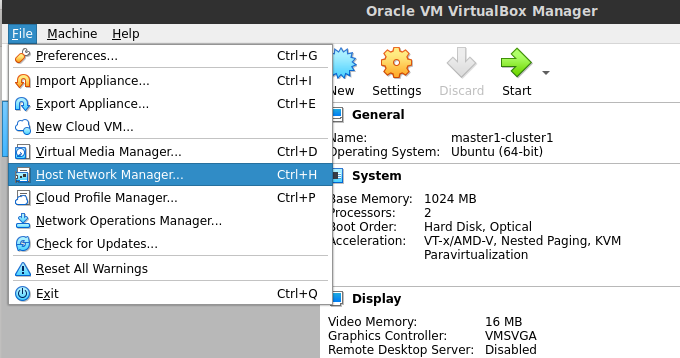 Oracle VM VirtualBox Manager
File Machine Help
Preferences... Ctrl+G
Import Appliance... Ctrl+I
Export Appliance... Ctrl+E
New Cloud VM...
Virtual Media Manager... Ctrl+D
Host Network Manager... Ctrl+H
Cloud Profile Manager... Ctrl+P
Network Operations Manager...
Check for Updates...
Reset All Warnings
Exit Ctrl+Q
New Settings Discard Start
General
Name: master1-cluster1
Operating System: Ubuntu (64-bit)
System
Base Memory: 1024 MB
Processors: 2
Boot Order: Hard Disk, Optical
Acceleration: VT-x/AMD-V, Nested Paging, KVM
Paravirtualization
Display
Video Memory: 16 MB
Graphics Controller: VMSVGA
Remote Desktop Server: Disabled